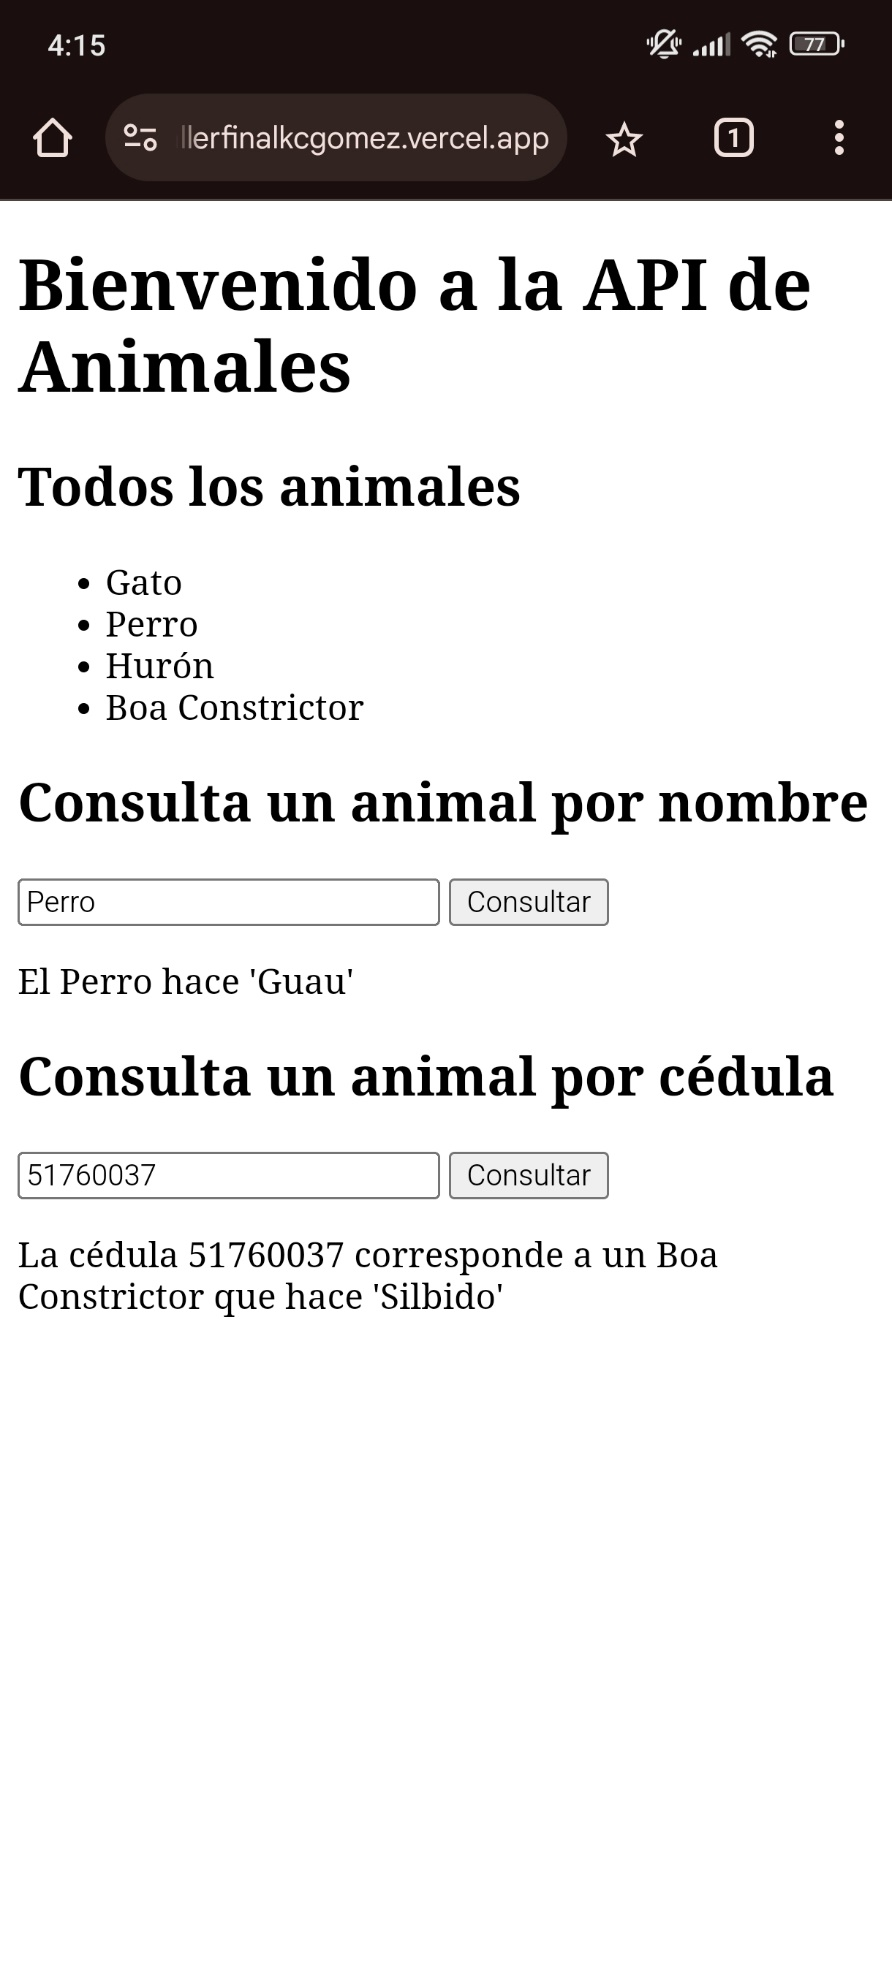 4:15
77
llerfinalkcgomez.vercel.app
1
Bienvenido a la API de
Animales
Todos los animales
• Gato
• Perro
• Hurón
• Boa Constrictor
Consulta un animal por nombre
Perro Consultar
El Perro hace 'Guau'
Consulta un animal por cédula
51760037 Consultar
La cédula 51760037 corresponde a un Boa
Constrictor que hace 'Silbido'